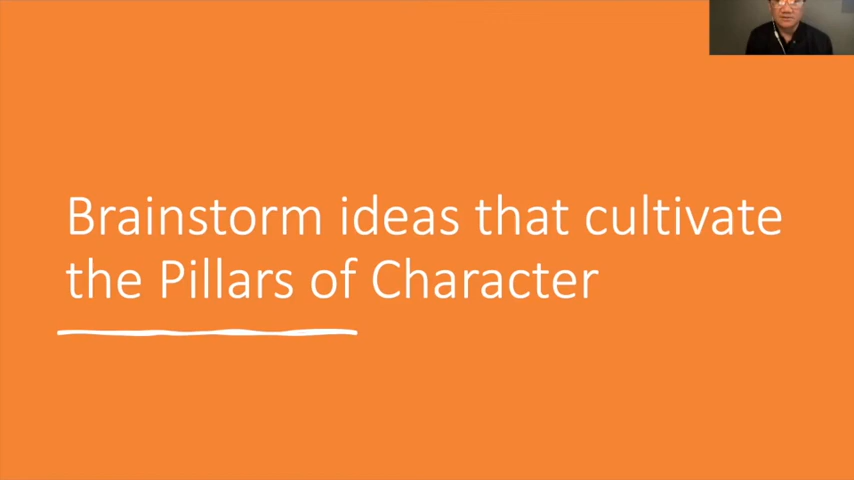 Brainstorm ideas that cultivate
the Pillars of Character